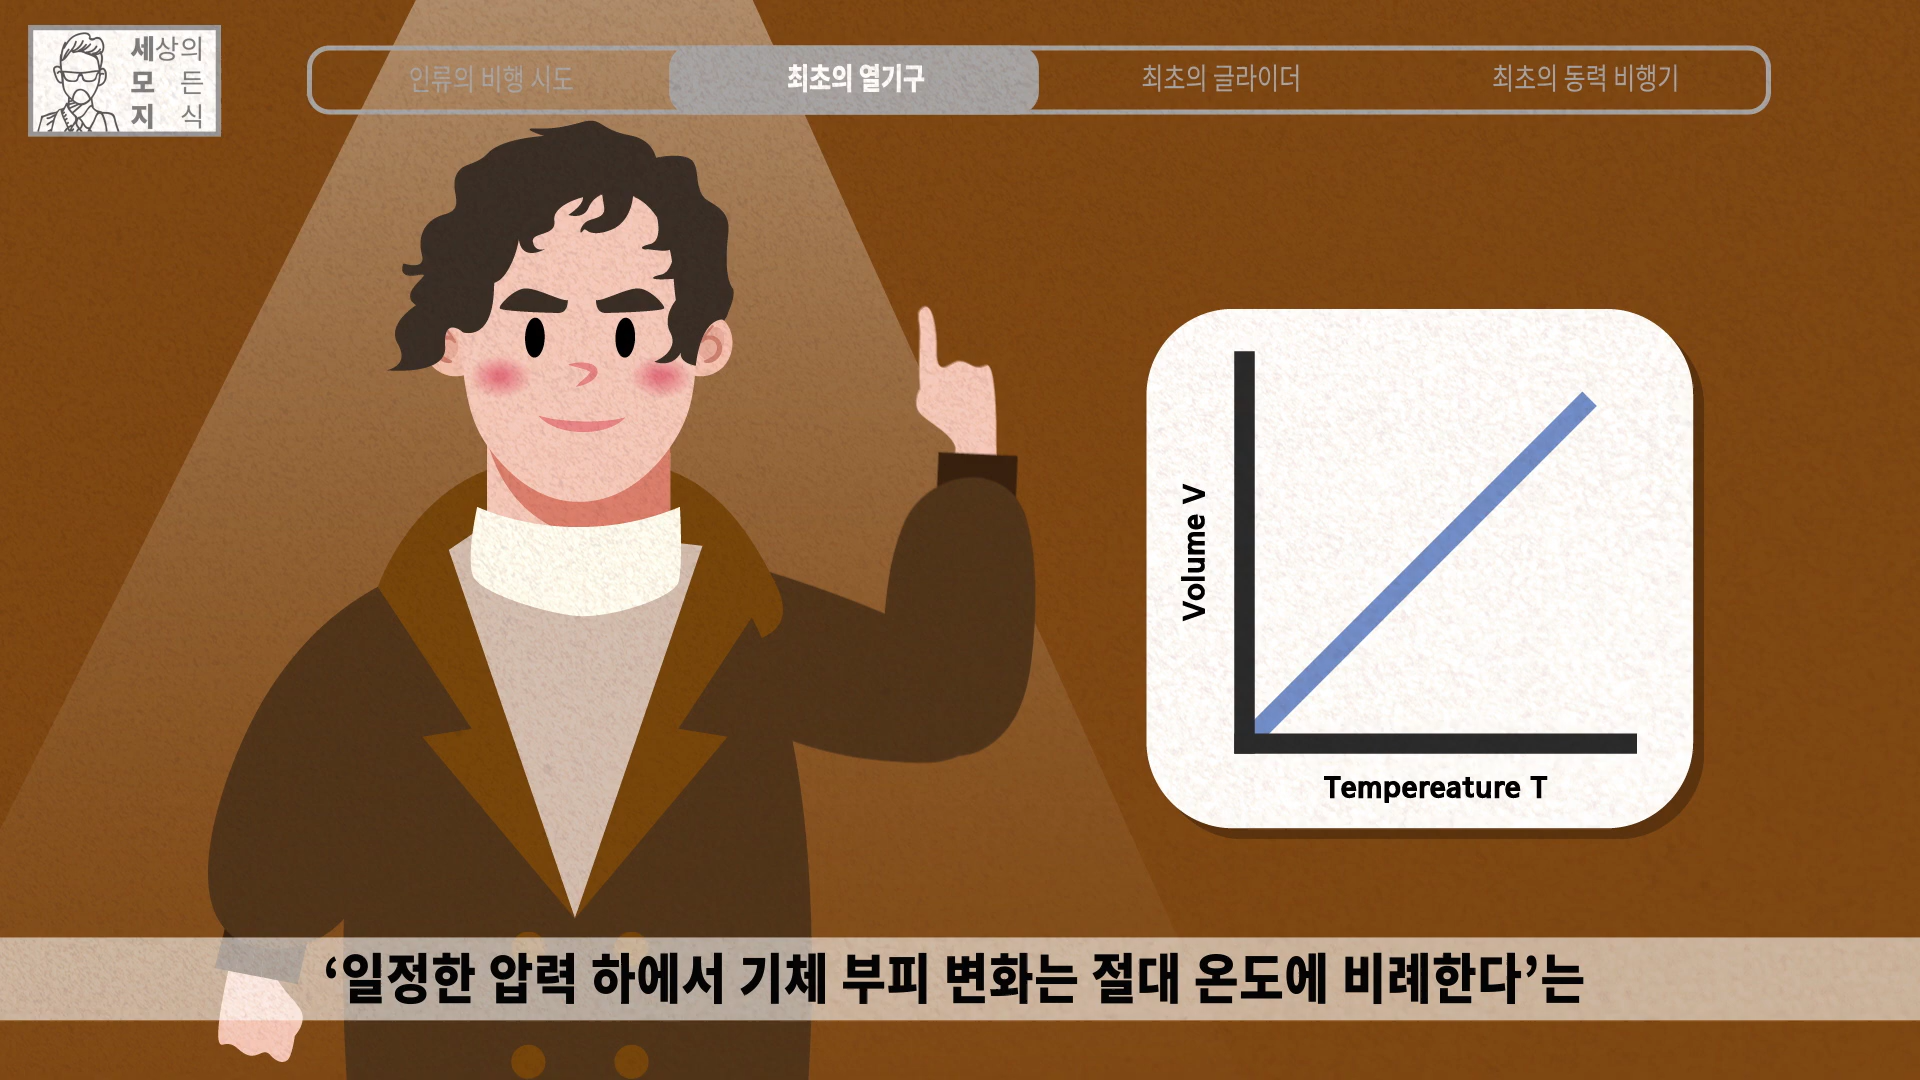 세상의
모든
지식
인류의 비행 시도
최초의 열기구
최초의 글라이더
최초의 동력 비행기
Volume V
Tempereature T
‘일정한 압력 하에서 기체 부피 변화는 절대 온도에 비례한다’는